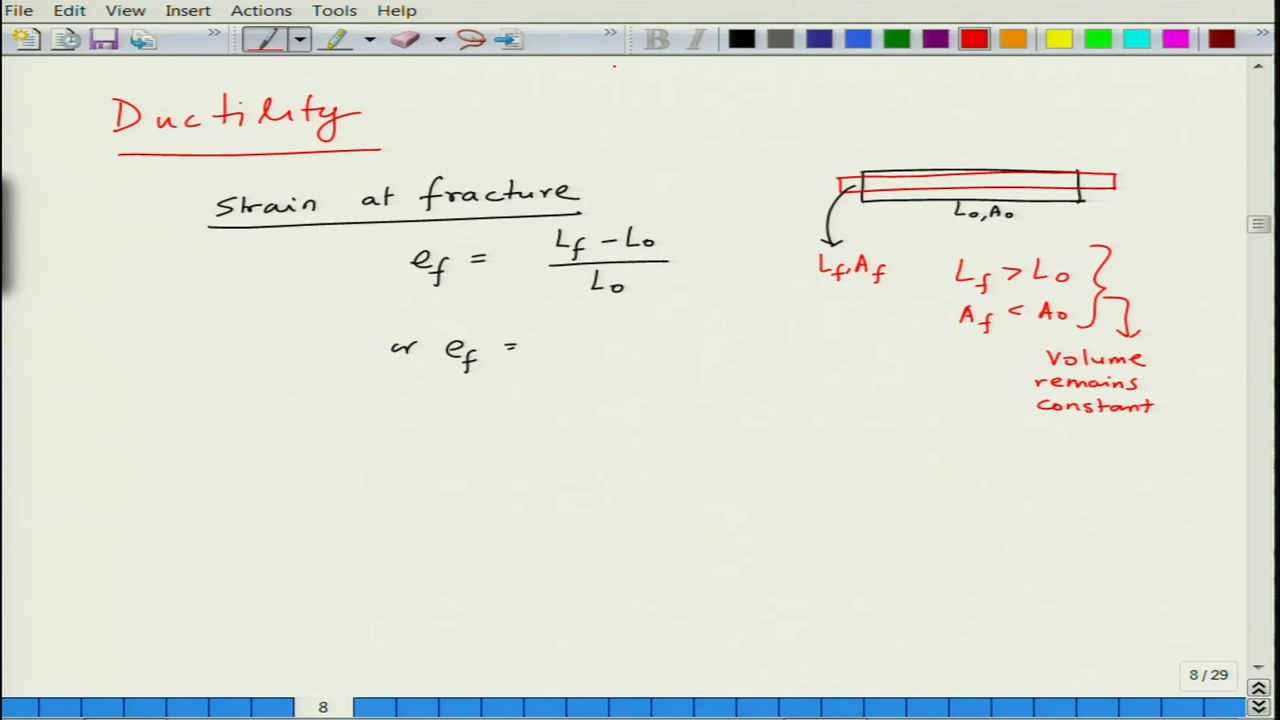 File Edit View Insert Actions Tools Help
B I
Ductility
Strain at fracture
e_f = (L_f - L_0) / L_0
or e_f =
L_0, A_0
L_f, A_f
L_f > L_0
A_f < A_0
Volume
remains
constant
8 / 29
8